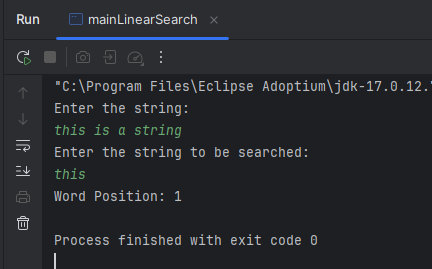 Run mainLinearSearch
"C:\Program Files\Eclipse Adoptium\jdk-17.0.12.
Enter the string:
this is a string
Enter the string to be searched:
this
Word Position: 1
Process finished with exit code 0